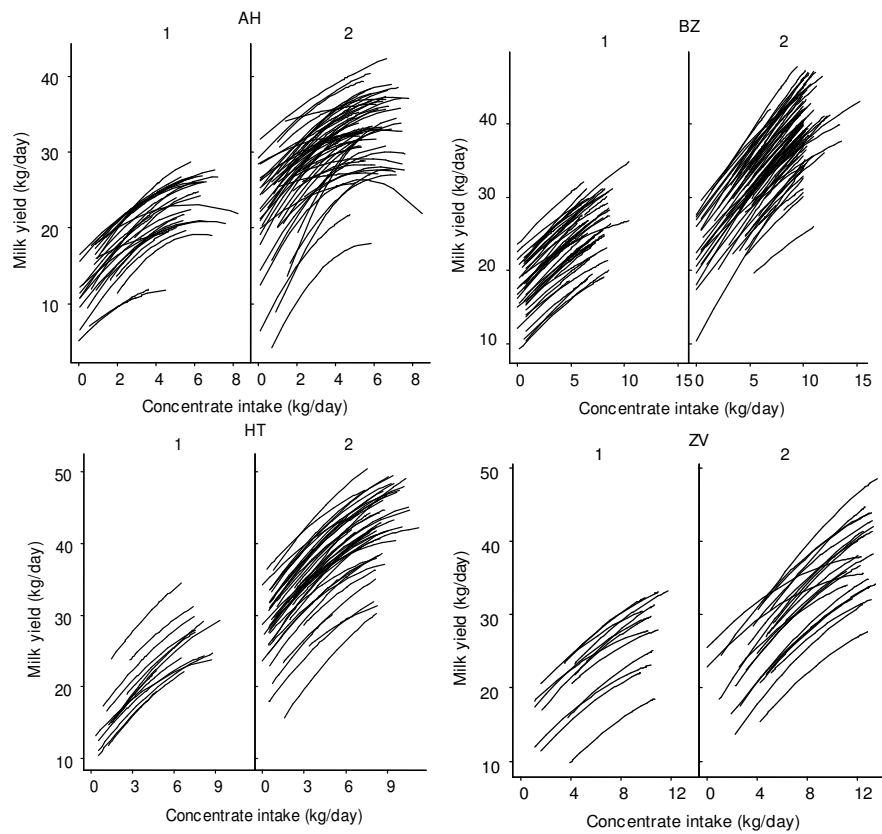 AH
1 2
40
30
20
10
Milk yield (kg/day)
0 2 4 6 8 0 2 4 6 8
Concentrate intake (kg/day)
BZ
1 2
40
30
20
10
Milk yield (kg/day)
0 5 10 15 0 5 10 15
Concentrate intake (kg/day)
HT
1 2
50
40
30
20
10
Milk yield (kg/day)
0 3 6 9 0 3 6 9
Concentrate intake (kg/day)
ZV
1 2
50
40
30
20
10
Milk yield (kg/day)
0 4 8 12 0 4 8 12
Concentrate intake (kg/day)